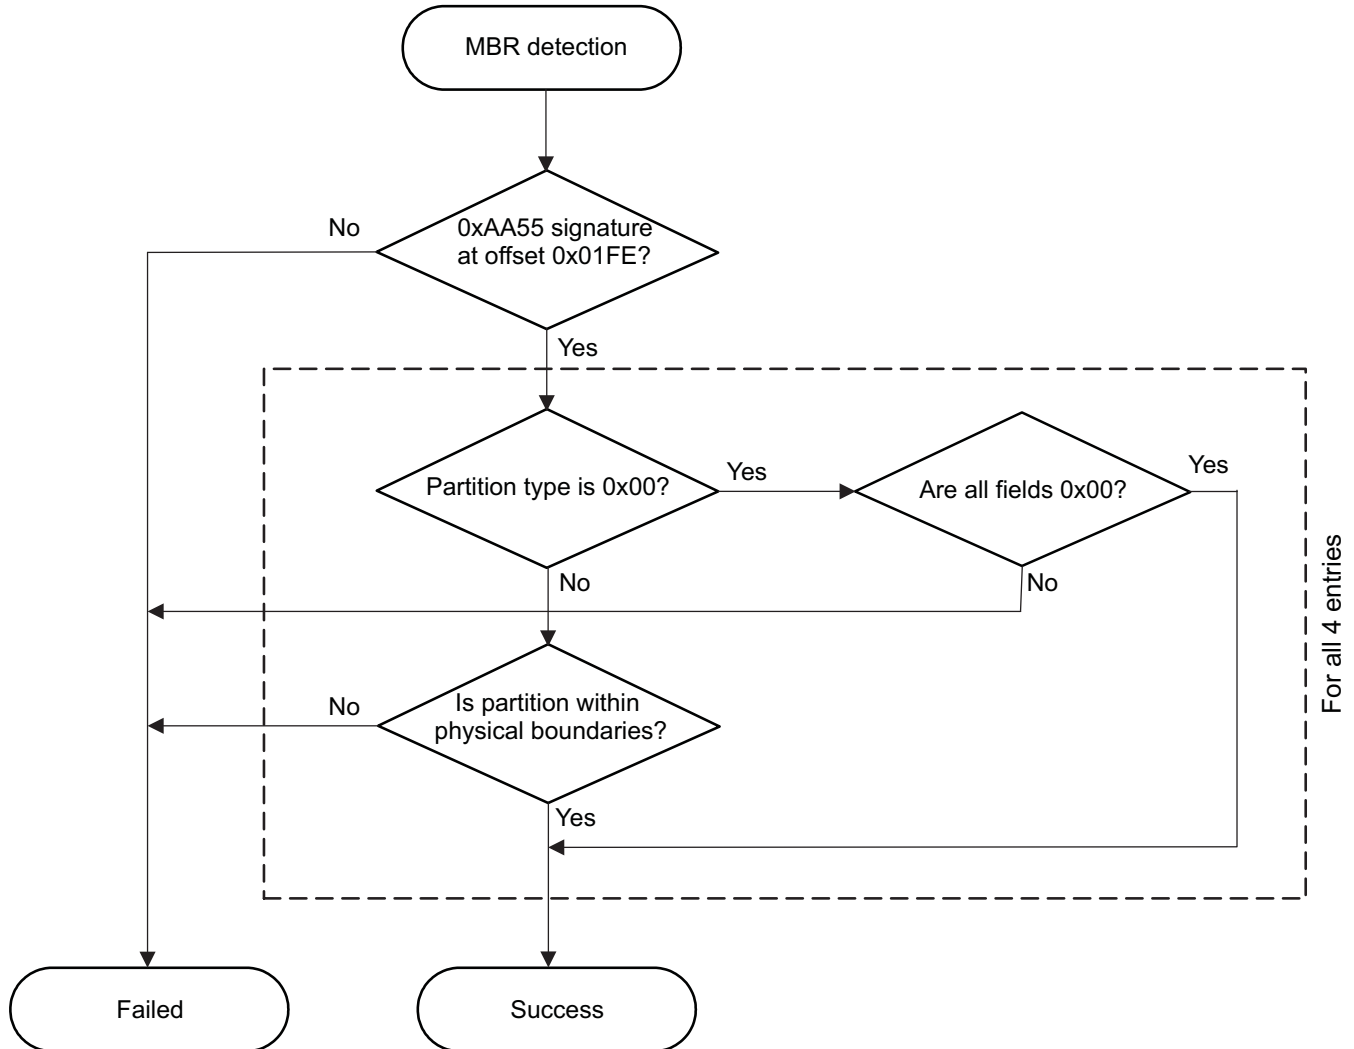 MBR detection
No
0xAA55 signature
at offset 0x01FE?
Yes
Partition type is 0x00?
Yes
Are all fields 0x00?
Yes
No
No
For all 4 entries
No
Is partition within
physical boundaries?
Yes
Failed
Success